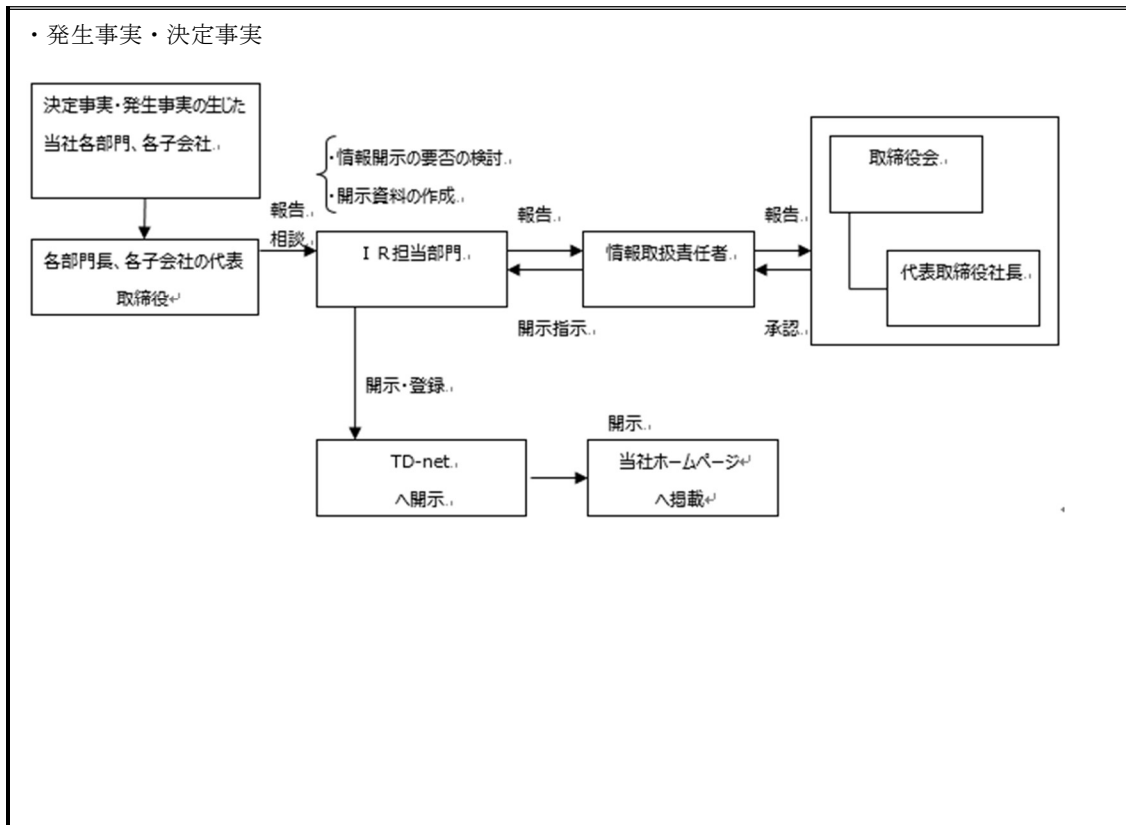 ・発生事実・決定事実
決定事実・発生事実の生じた
当社各部門、各子会社
各部門長、各子会社の代表
取締役
報告
相談
・情報開示の要否の検討
・開示資料の作成
ＩＲ担当部門
報告
開示指示
情報取扱責任者
報告
承認
取締役会
代表取締役社長
開示・登録
TD-net
へ開示
開示
当社ホームページ
へ掲載